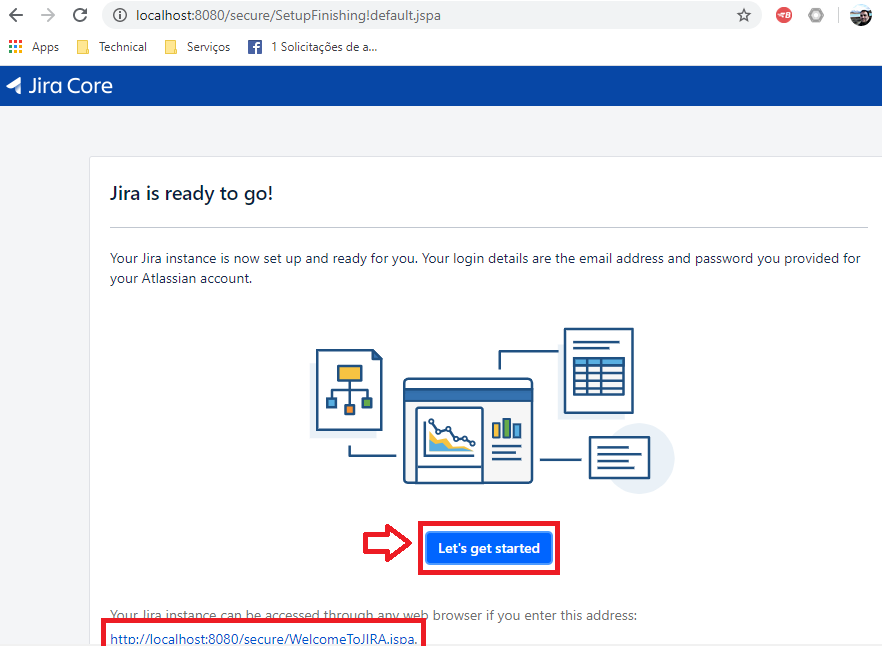 localhost:8080/secure/SetupFinishing!default.jspa
Apps Technical Serviços 1 Solicitações de a...
Jira Core
Jira is ready to go!
Your Jira instance is now set up and ready for you. Your login details are the email address and password you provided for
your Atlassian account.
Let's get started
Your Jira instance can be accessed through any web browser if you enter this address:
http://localhost:8080/secure/WelcomeToJIRA.jspa.